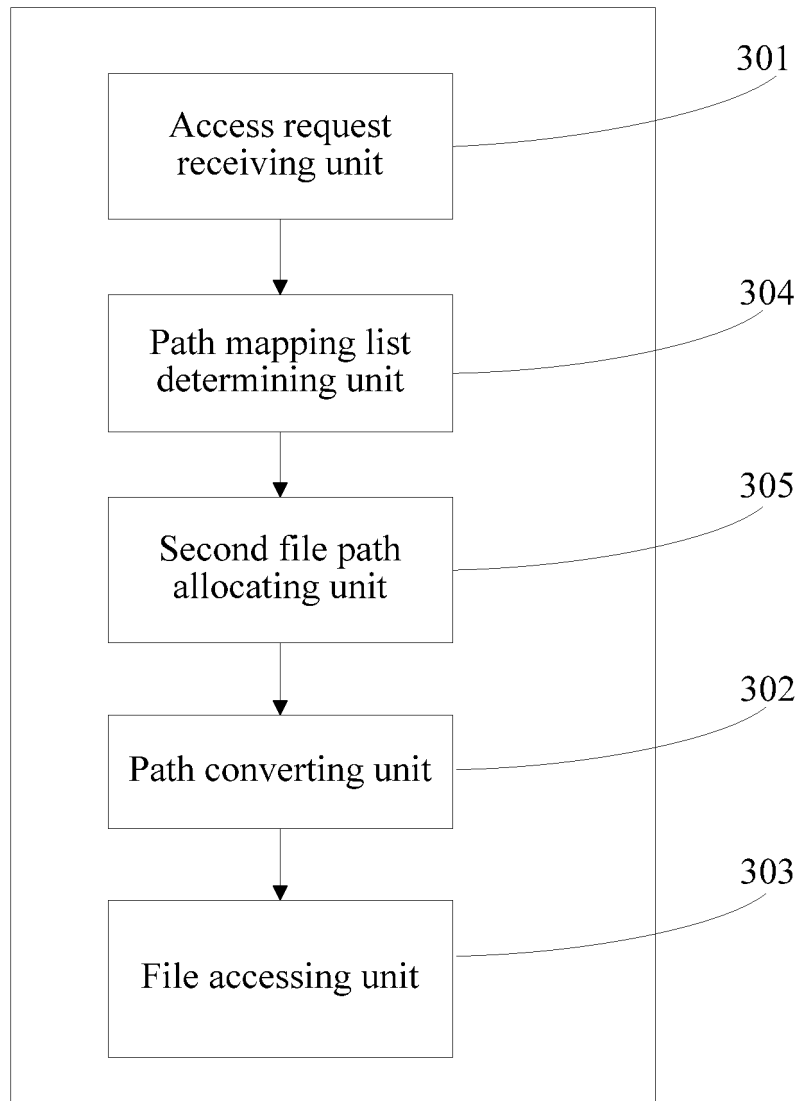 301
Access request
receiving unit
304
Path mapping list
determining unit
305
Second file path
allocating unit
302
Path converting unit
303
File accessing unit